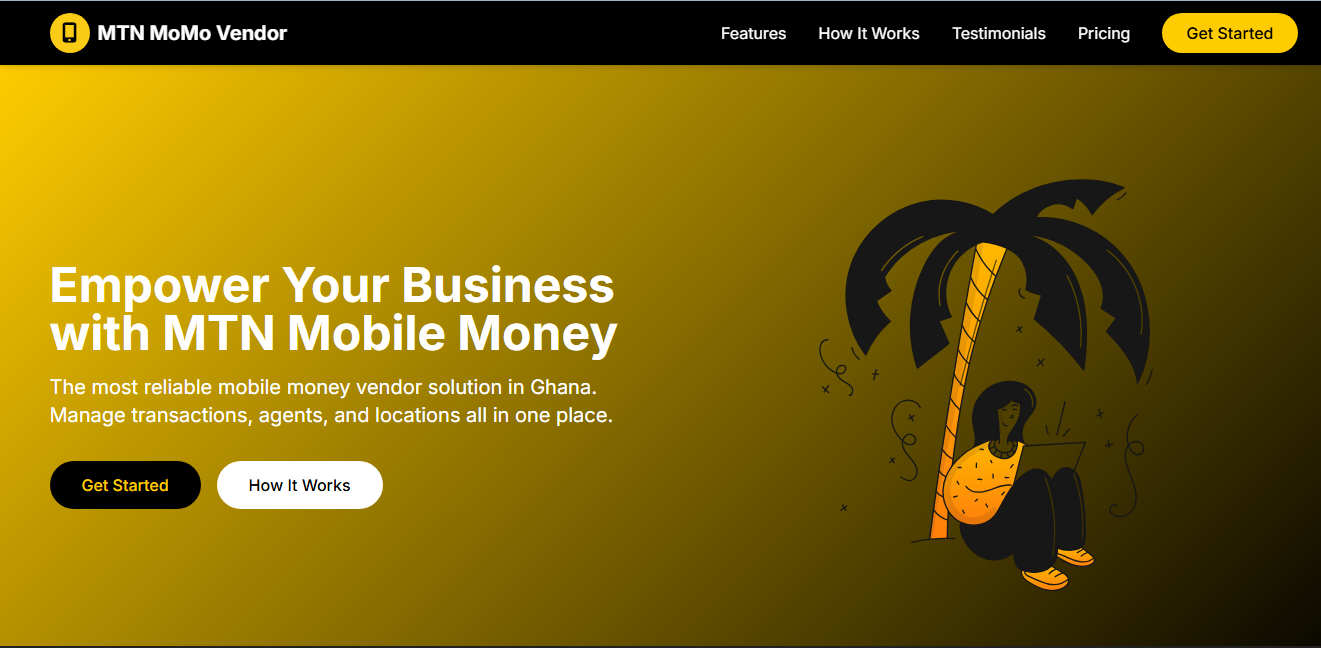 MTN MoMo Vendor
Features
How It Works
Testimonials
Pricing
Get Started
Empower Your Business
with MTN Mobile Money
The most reliable mobile money vendor solution in Ghana.
Manage transactions, agents, and locations all in one place.
Get Started
How It Works